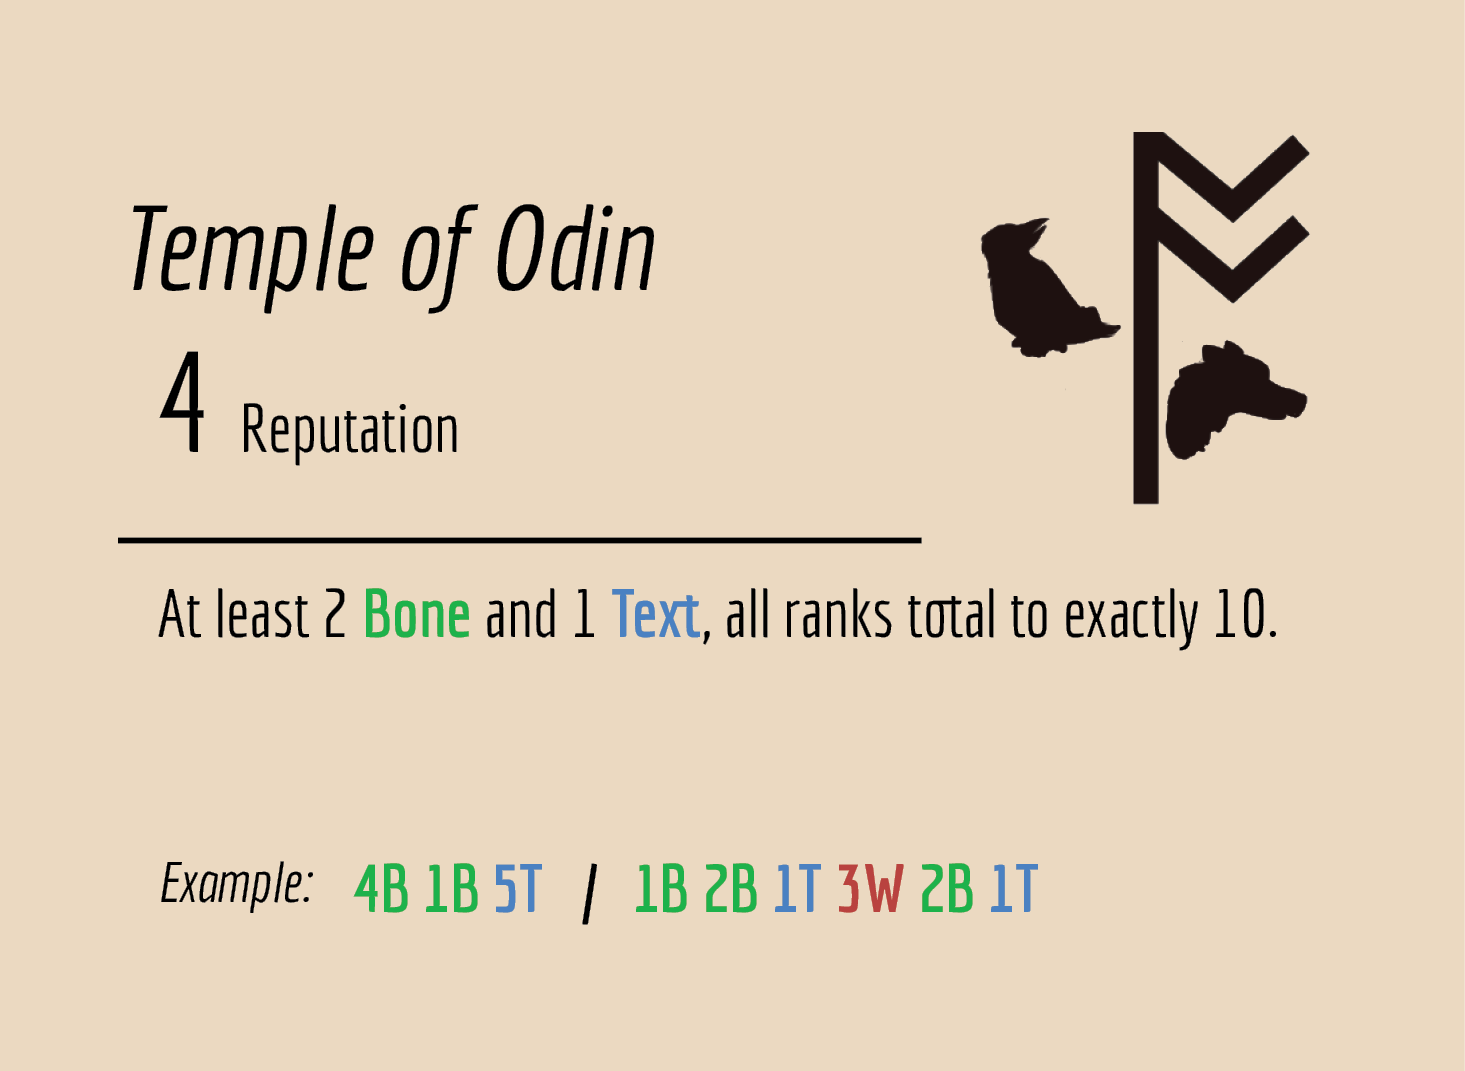 Temple of Odin
4 Reputation
At least 2 Bone and 1 Text, all ranks total to exactly 10.
Example: 4B 1B 5T / 1B 2B 1T 3W 2B 1T